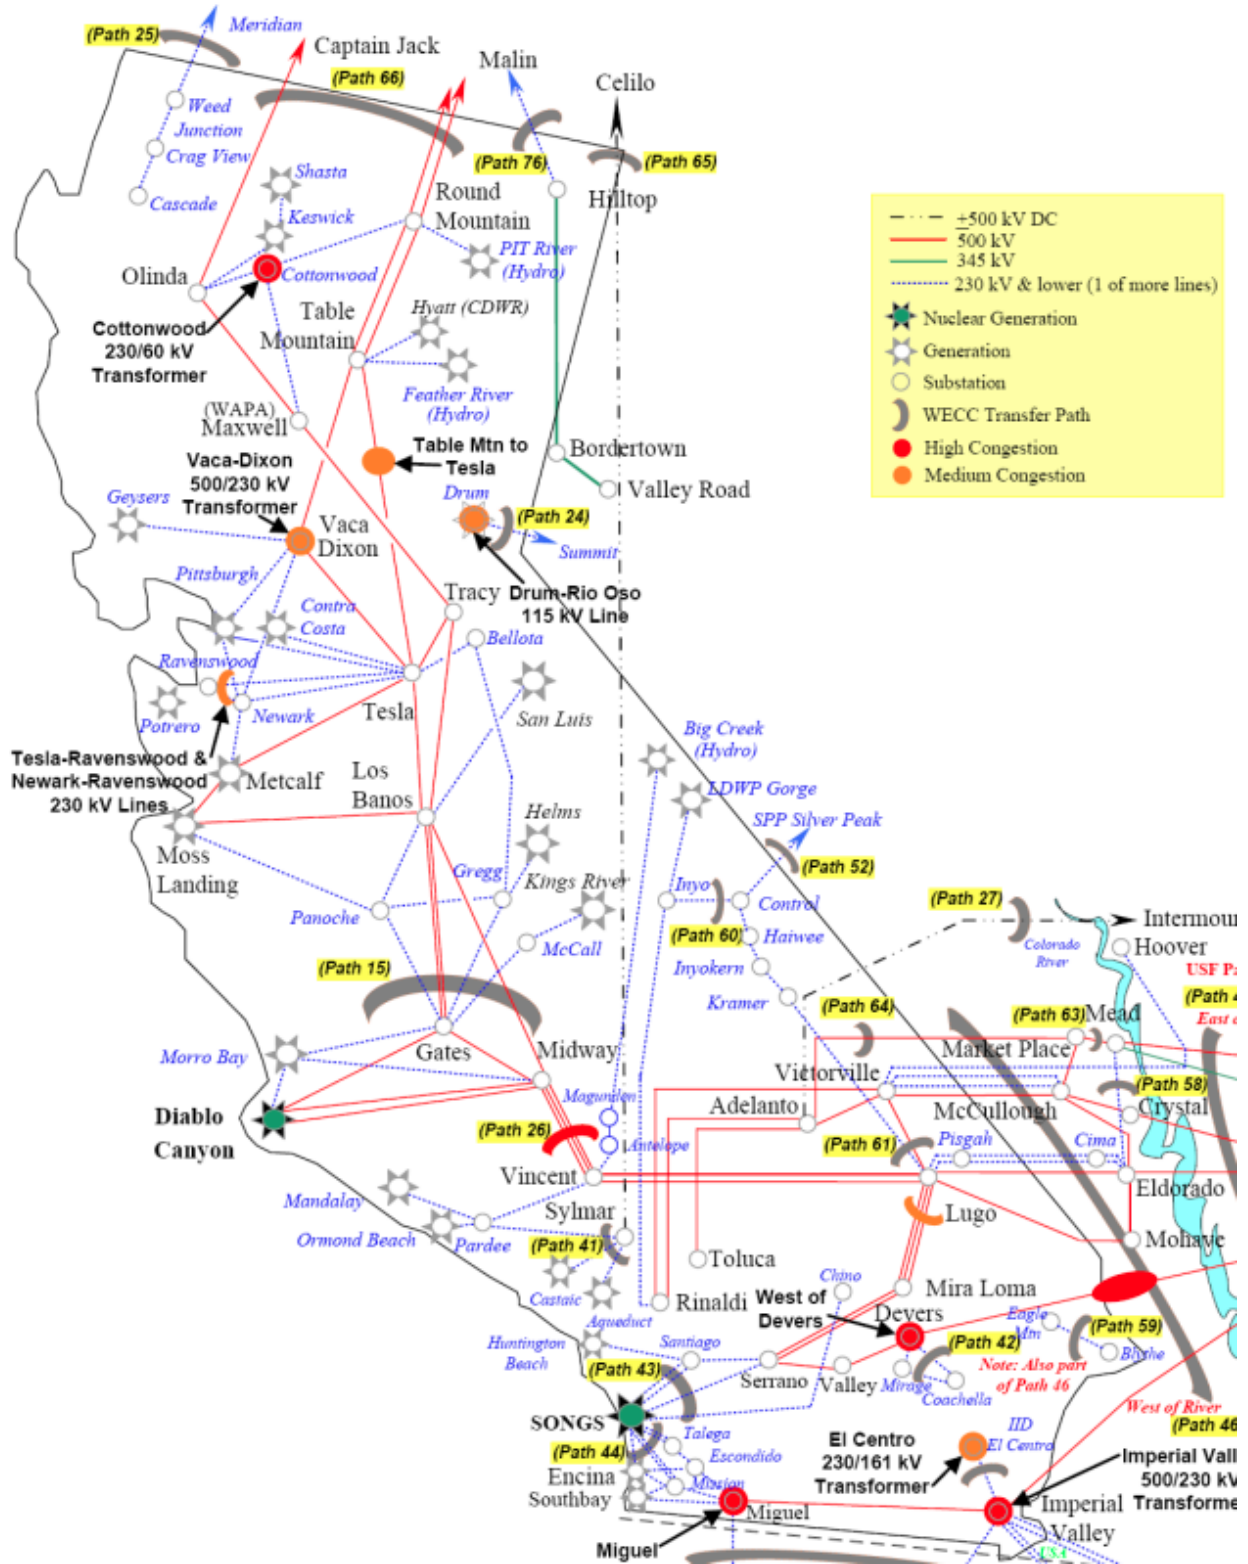 (Path 25)
Meridian
Captain Jack
(Path 66)
Malin
Celilo
Weed
Junction
Crag View
Cascade
Shasta
Keswick
Cottonwood
Olinda
Cottonwood
230/60 kV
Transformer
Round
Mountain
(Path 76)
(Path 65)
Hilltop
PIT River
(Hydro)
Table
Mountain
Hyatt (CDWR)
Feather River
(Hydro)
±500 kV DC
500 kV
345 kV
230 kV & lower (1 of more lines)
Nuclear Generation
Generation
Substation
WECC Transfer Path
High Congestion
Medium Congestion
(WAPA)
Maxwell
Table Mtn to
Tesla
Bordertown
Valley Road
Vaca-Dixon
500/230 kV
Transformer
Geysers
Vaca
Dixon
Drum
(Path 24)
Summit
Drum-Rio Oso
115 kV Line
Pittsburgh
Contra
Costa
Tracy
Bellota
Ravenswood
Potrero
Newark
Tesla
San Luis
Tesla-Ravenswood &
Newark-Ravenswood
230 kV Lines
Metcalf
Los
Banos
Big Creek
(Hydro)
LDWP Gorge
SPP Silver Peak
(Path 52)
Moss
Landing
Helms
Gregg
Kings River
Panoche
McCall
Inyo
Control
(Path 60)
Haiwee
Inyokern
Kramer
(Path 27)
Intermour
Colorado
River
Hoover
USF Pa
(Path 4
East o
(Path 15)
(Path 64)
(Path 63)
Mead
Market Place
Morro Bay
Gates
Midway
Victorville
McCullough
(Path 58)
Crystal
Adelanto
Diablo
Canyon
Magunden
(Path 26)
Antelope
(Path 61)
Pisgah
Cima
Vincent
Eldorado
Mandalay
Sylmar
Lugo
Ormond Beach
Pardee
(Path 41)
Mohave
Toluca
Castaic
Rinaldi
Chino
Mira Loma
Aqueduct
West of
Devers
Devers
Eagle
Mtn
(Path 59)
Blythe
Huntington
Beach
Santiago
(Path 42)
(Path 43)
Serrano
Valley
Mirage
Coachella
Note: Also part
of Path 46
West of River
(Path 46
SONGS
(Path 44)
Talega
Escondido
Encina
Mission
Southbay
IID
El Centro
El Centro
230/161 kV
Transformer
Imperial Vall
500/230 kV
Transforme
Imperial
Valley
Miguel
Miguel
USA